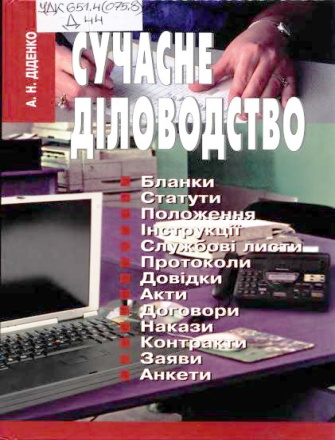 УДК 651.4(075.8)
Д 44
А. Н. ДІДЕНКО
СУЧАСНЕ
ДІЛОВОДСТВО
Бланки
Статути
Положення
Інструкції
Службові листи
Протоколи
Довідки
Акти
Договори
Накази
Контракти
Заяви
Анкети